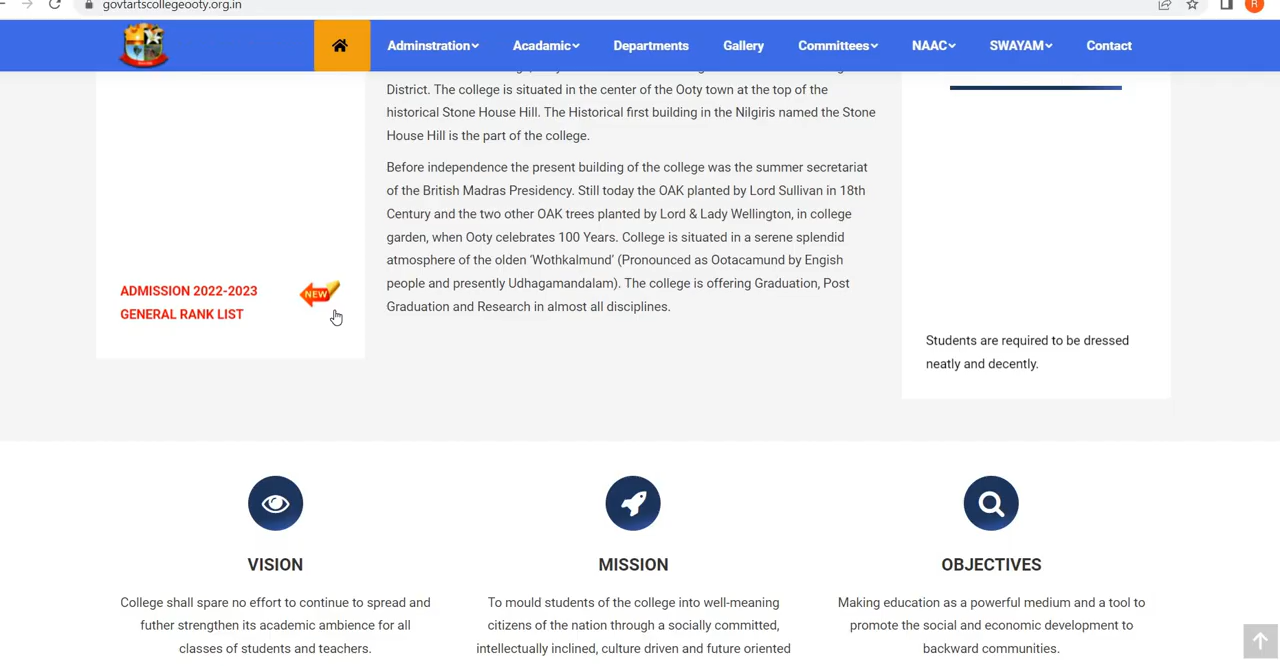 govtartscollegeooty.org.in
R
Adminstration
Acadamic
Departments
Gallery
Committees
NAAC
SWAYAM
Contact
District. The college is situated in the center of the Ooty town at the top of the
historical Stone House Hill. The Historical first building in the Nilgiris named the Stone
House Hill is the part of the college.
Before independence the present building of the college was the summer secretariat
of the British Madras Presidency. Still today the OAK planted by Lord Sullivan in 18th
Century and the two other OAK trees planted by Lord & Lady Wellington, in college
garden, when Ooty celebrates 100 Years. College is situated in a serene splendid
atmosphere of the olden ‘Wothkalmund’ (Pronounced as Ootacamund by Engish
people and presently Udhagamandalam). The college is offering Graduation, Post
Graduation and Research in almost all disciplines.
ADMISSION 2022-2023
GENERAL RANK LIST
NEW
Students are required to be dressed
neatly and decently.
VISION
College shall spare no effort to continue to spread and
futher strengthen its academic ambience for all
classes of students and teachers.
MISSION
To mould students of the college into well-meaning
citizens of the nation through a socially committed,
intellectually inclined, culture driven and future oriented
OBJECTIVES
Making education as a powerful medium and a tool to
promote the social and economic development to
backward communities.